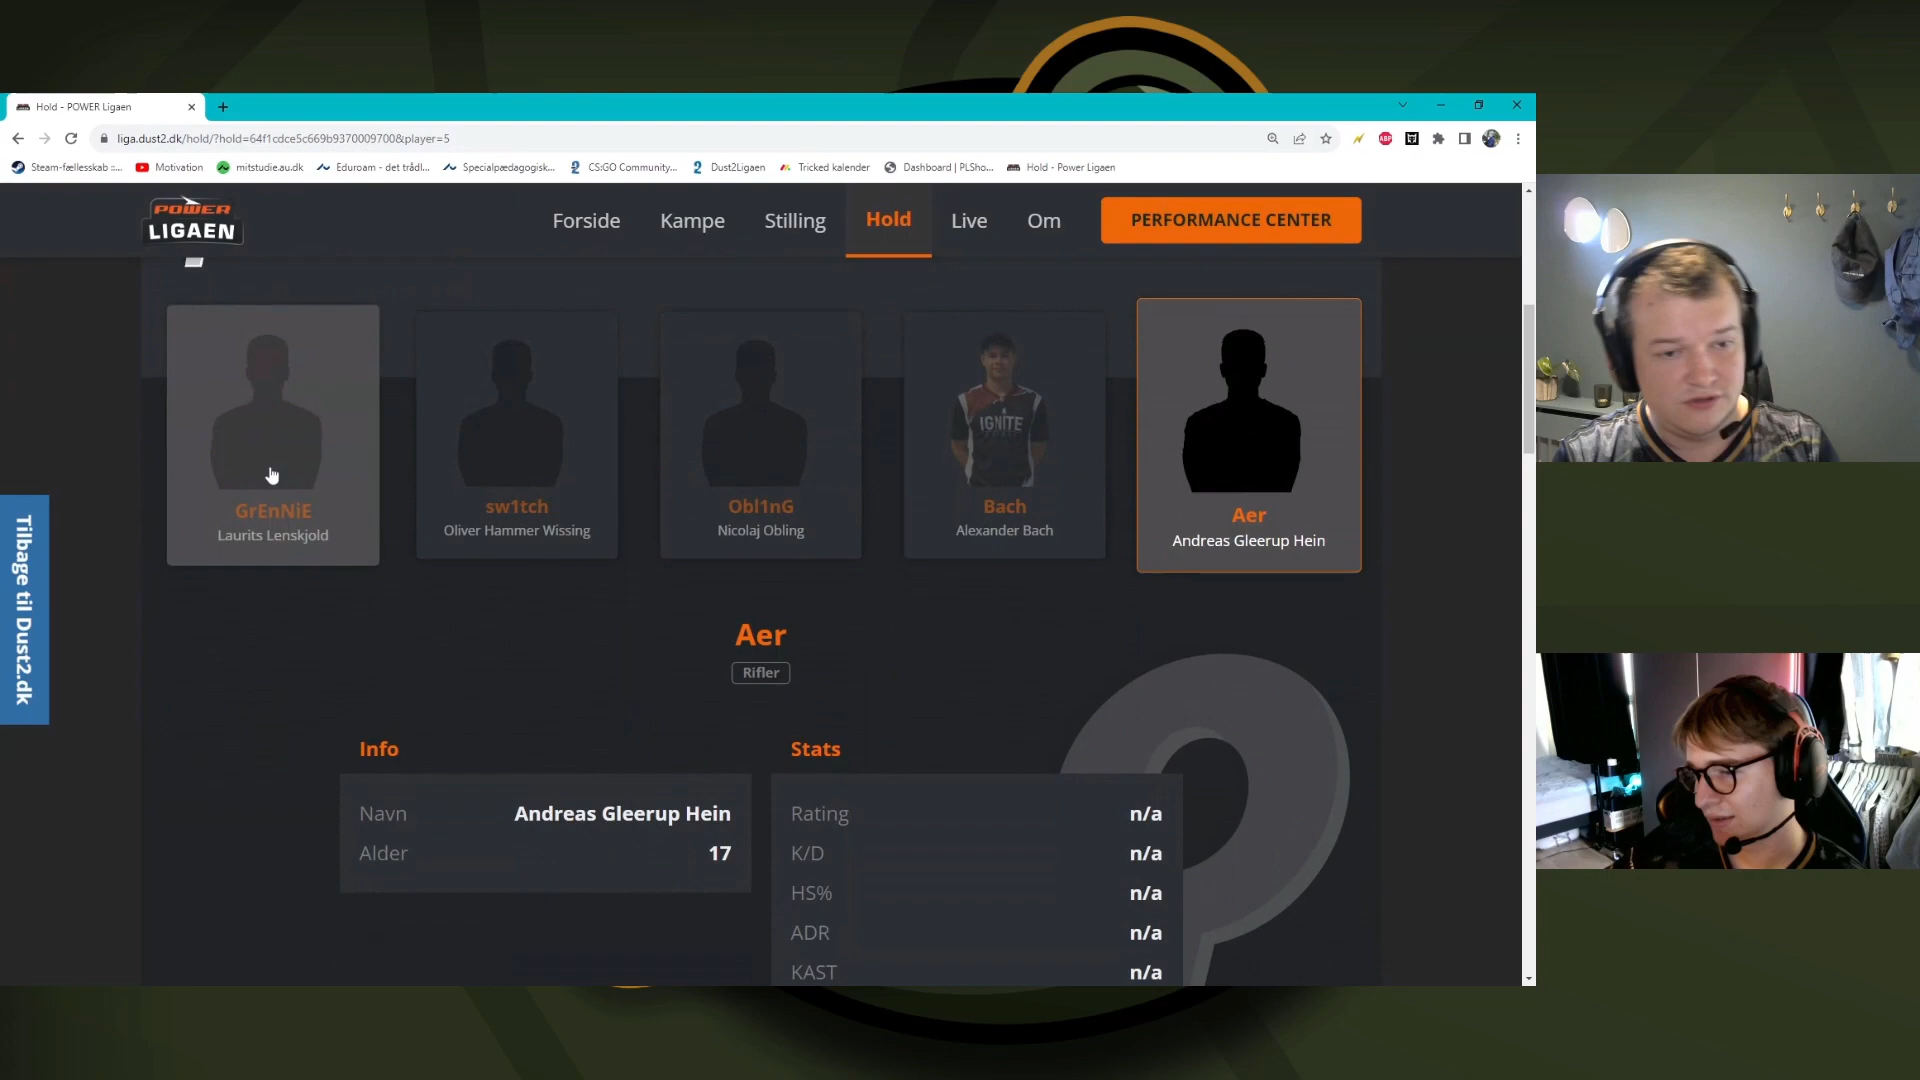 Hold - POWER Ligaen
liga.dust2.dk/hold/?hold=64f1cdce5c669b9370009700&player=5
Steam-fællesskab ::...
Motivation
mitstudie.au.dk
Eduroam - det trådl...
Specialpædagogisk...
CS:GO Community...
Dust2Ligaen
Tricked kalender
Dashboard | PLSho...
Hold - Power Ligaen
POWER
LIGAEN
Forside
Kampe
Stilling
Hold
Live
Om
PERFORMANCE CENTER
IGNITE
GrEnNiE
Laurits Lenskjold
sw1tch
Oliver Hammer Wissing
Obl1nG
Nicolaj Obling
Bach
Alexander Bach
Aer
Andreas Gleerup Hein
Tilbage til Dust2.dk
Aer
Rifler
Info
Navn Andreas Gleerup Hein
Alder 17
Stats
Rating n/a
K/D n/a
HS% n/a
ADR n/a
KAST n/a
ABP